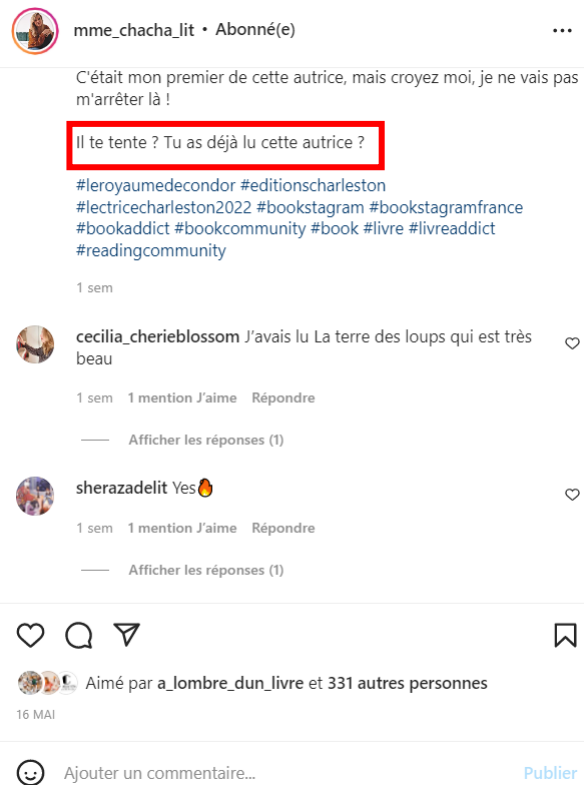 mme_chacha_lit • Abonné(e)
C'était mon premier de cette autrice, mais croyez moi, je ne vais pas
m'arrêter là !
Il te tente ? Tu as déjà lu cette autrice ?
#leroyaumedecondor #editionscharleston
#lectricecharleston2022 #bookstagram #bookstagramfrance
#bookaddict #bookcommunity #book #livre #livreaddict
#readingcommunity
1 sem
cecilia_cherieblossom J'avais lu La terre des loups qui est très
beau
1 sem 1 mention J'aime Répondre
Afficher les réponses (1)
sherazadelit Yes🔥
1 sem 1 mention J'aime Répondre
Afficher les réponses (1)
Aimé par a_lombre_dun_livre et 331 autres personnes
16 MAI
Ajouter un commentaire... Publier